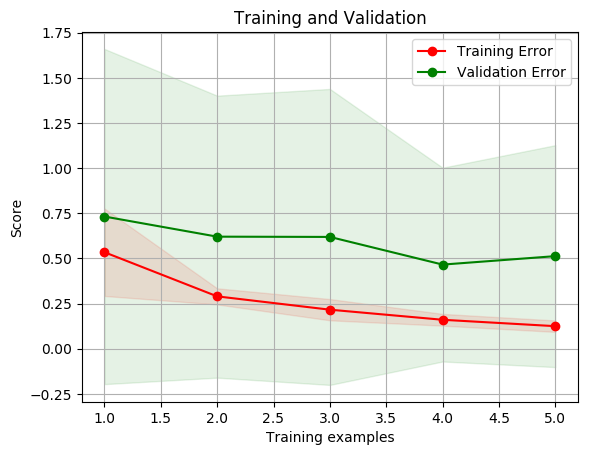 Training and Validation
1.75
1.50
1.25
1.00
0.75
0.50
0.25
0.00
−0.25
Score
Training Error
Validation Error
1.0 1.5 2.0 2.5 3.0 3.5 4.0 4.5 5.0
Training examples